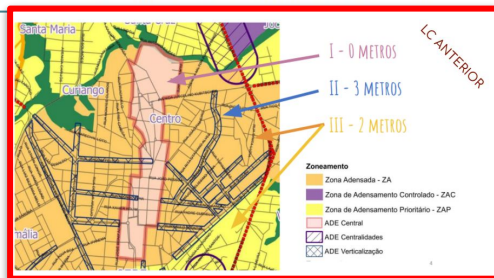 Santa Maria
Curiango
Centro
I - 0 METROS
II - 3 METROS
III - 2 METROS
LC ANTERIOR
Zoneamento
Zona Adensada - ZA
Zona de Adensamento Controlado - ZAC
Zona de Adensamento Prioritário - ZAP
ADE Central
ADE Centralidades
ADE Verticalização